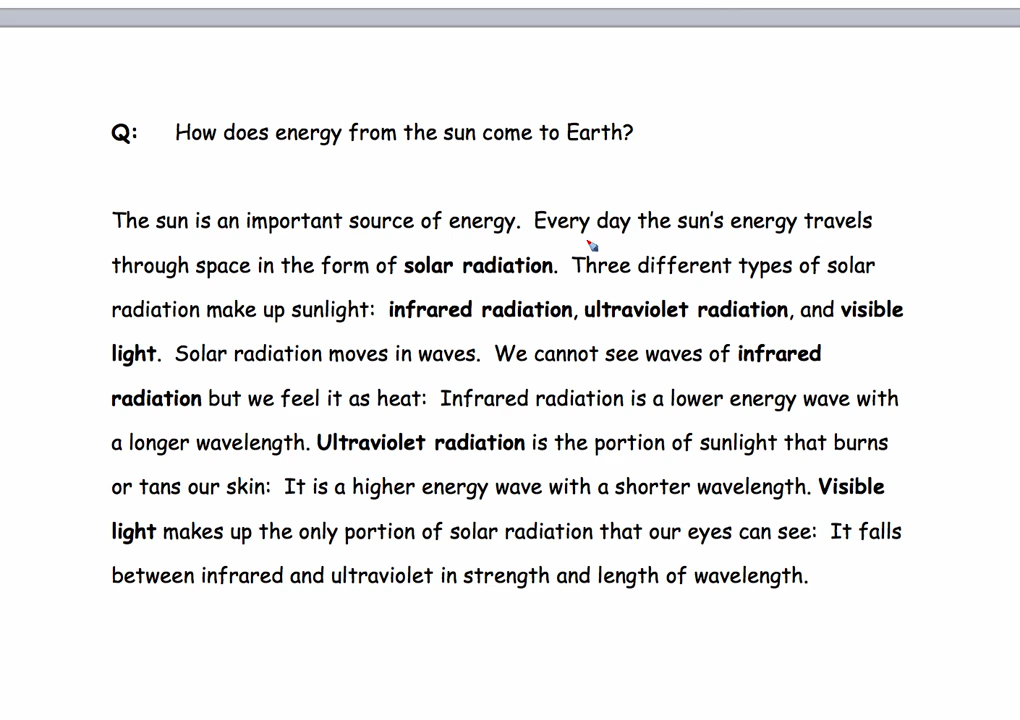 Q: How does energy from the sun come to Earth?
The sun is an important source of energy. Every day the sun's energy travels
through space in the form of solar radiation. Three different types of solar
radiation make up sunlight: infrared radiation, ultraviolet radiation, and visible
light. Solar radiation moves in waves. We cannot see waves of infrared
radiation but we feel it as heat: Infrared radiation is a lower energy wave with
a longer wavelength. Ultraviolet radiation is the portion of sunlight that burns
or tans our skin: It is a higher energy wave with a shorter wavelength. Visible
light makes up the only portion of solar radiation that our eyes can see: It falls
between infrared and ultraviolet in strength and length of wavelength.